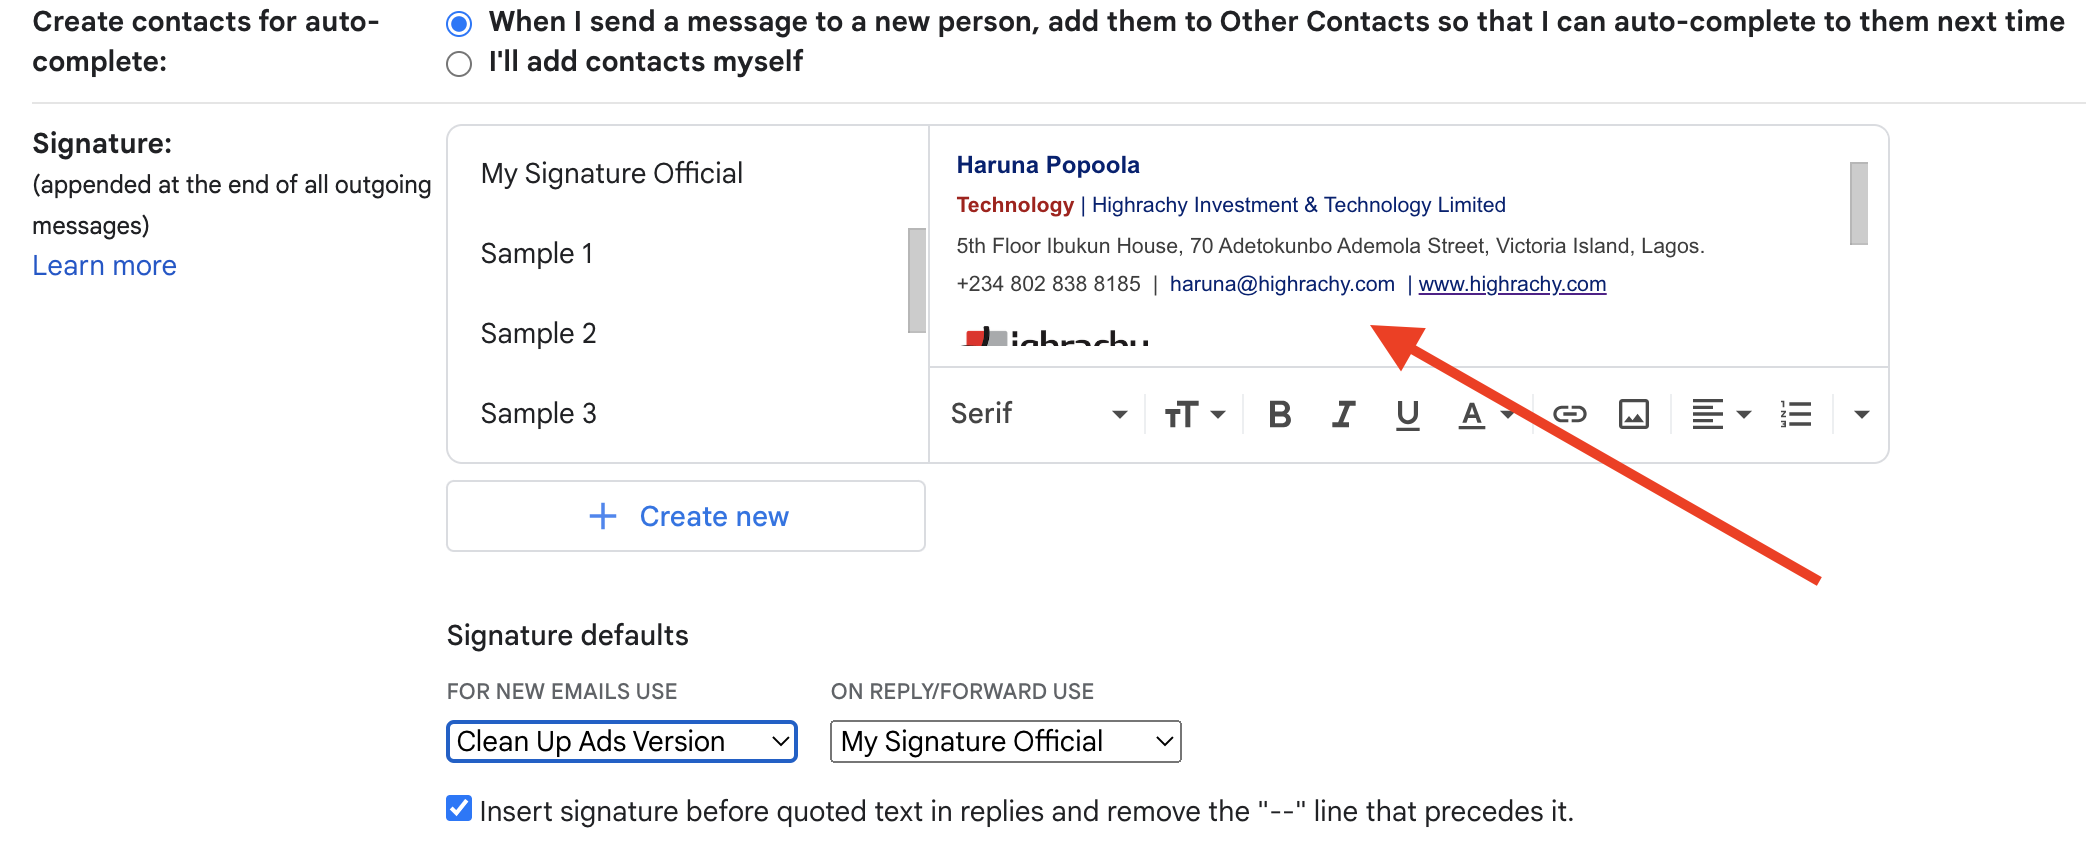 Create contacts for auto-
complete:
When I send a message to a new person, add them to Other Contacts so that I can auto-complete to them next time
I'll add contacts myself
Signature:
(appended at the end of all outgoing
messages)
Learn more
My Signature Official
Sample 1
Sample 2
Sample 3
Haruna Popoola
Technology | Highrachy Investment & Technology Limited
5th Floor Ibukun House, 70 Adetokunbo Ademola Street, Victoria Island, Lagos.
+234 802 838 8185 | haruna@highrachy.com | www.highrachy.com
ighrachy
Serif
Create new
Signature defaults
FOR NEW EMAILS USE
ON REPLY/FORWARD USE
Clean Up Ads Version
My Signature Official
Insert signature before quoted text in replies and remove the "--" line that precedes it.